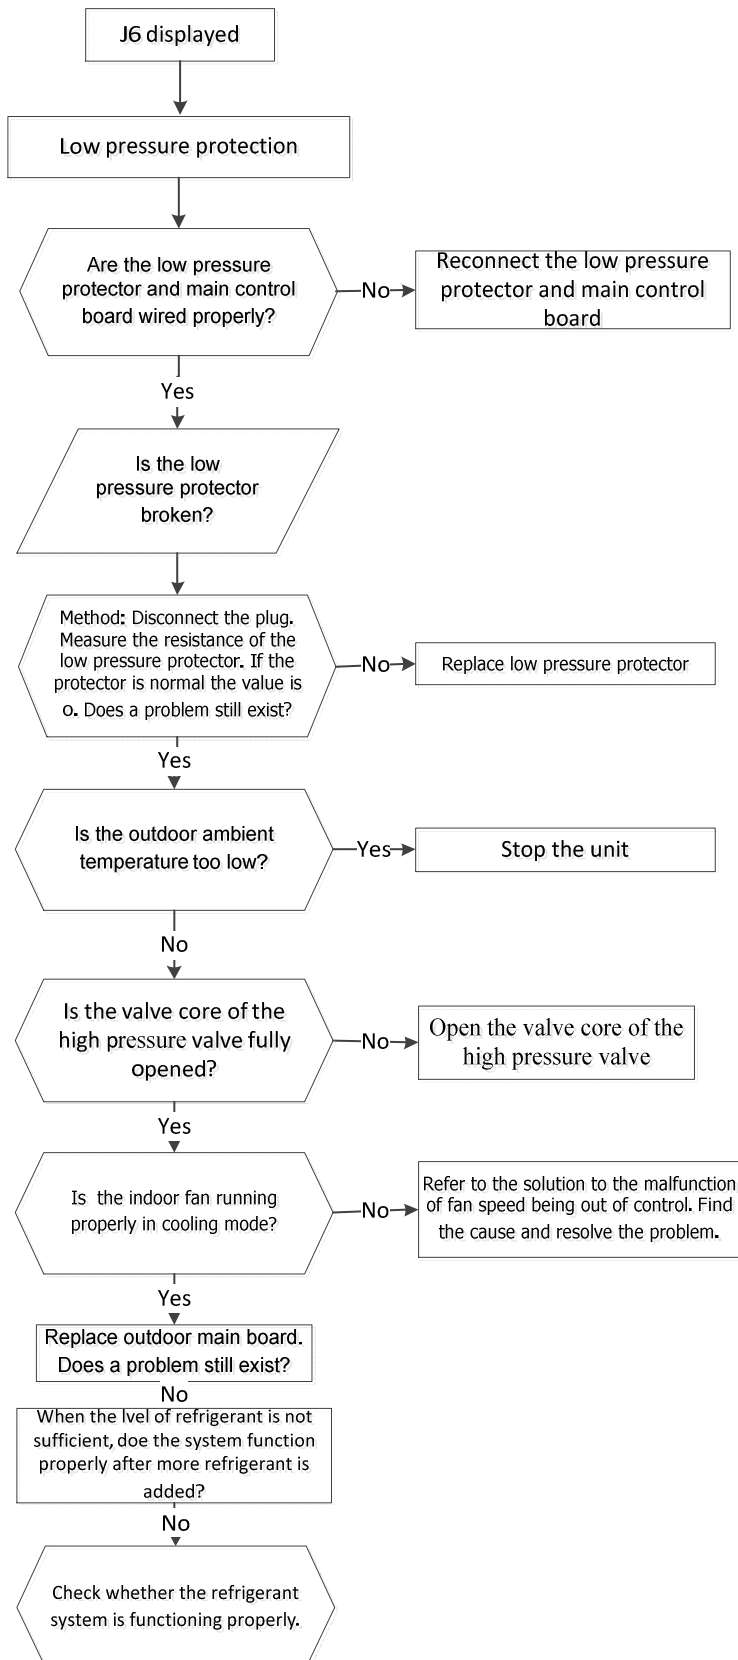 J6 displayed
Low pressure protection
Are the low pressure
protector and main control
board wired properly?
No
Reconnect the low pressure
protector and main control
board
Yes
Is the low
pressure protector
broken?
Method: Disconnect the plug.
Measure the resistance of the
low pressure protector. If the
protector is normal the value is
0. Does a problem still exist?
No
Replace low pressure protector
Yes
Is the outdoor ambient
temperature too low?
Yes
Stop the unit
No
Is the valve core of the
high pressure valve fully
opened?
No
Open the valve core of the
high pressure valve
Yes
Is the indoor fan running
properly in cooling mode?
No
Refer to the solution to the malfunction
of fan speed being out of control. Find
the cause and resolve the problem.
Yes
Replace outdoor main board.
Does a problem still exist?
No
When the lvel of refrigerant is not
sufficient, doe the system function
properly after more refrigerant is
added?
No
Check whether the refrigerant
system is functioning properly.